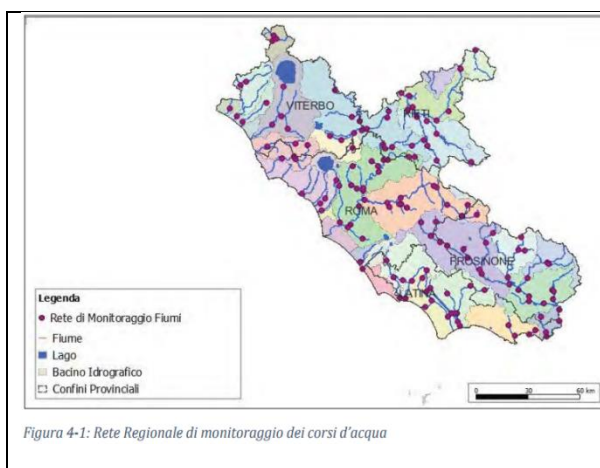 VITERBO
RIETI
ROMA
FROSINONE
LATINA
Legenda
Rete di Monitoraggio Fiumi
Fiume
Lago
Bacino Idrografico
Confini Provinciali
0 30 60 km
Figura 4-1: Rete Regionale di monitoraggio dei corsi d'acqua